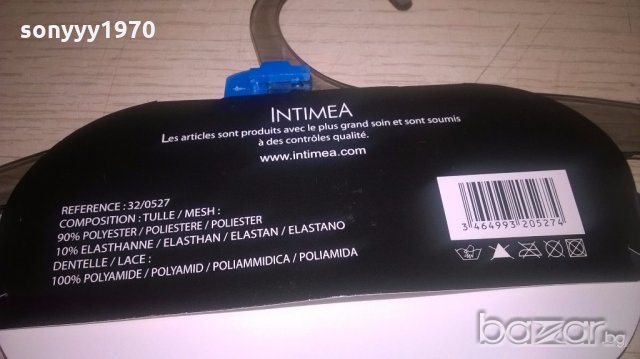 sonyyy1970
INTIMEA
Les articles sont produits avec le plus grand soin et sont soumis
à des contrôles qualité.
www.intimea.com
REFERENCE : 32/0527
COMPOSITION : TULLE / MESH :
90% POLYESTER / POLIESTERE / POLIESTER
10% ELASTHANNE / ELASTHAN / ELASTAN / ELASTANO
DENTELLE / LACE :
100% POLYAMIDE / POLYAMID / POLIAMMIDICA / POLIAMIDA
3 464993 205274
bazar.bg